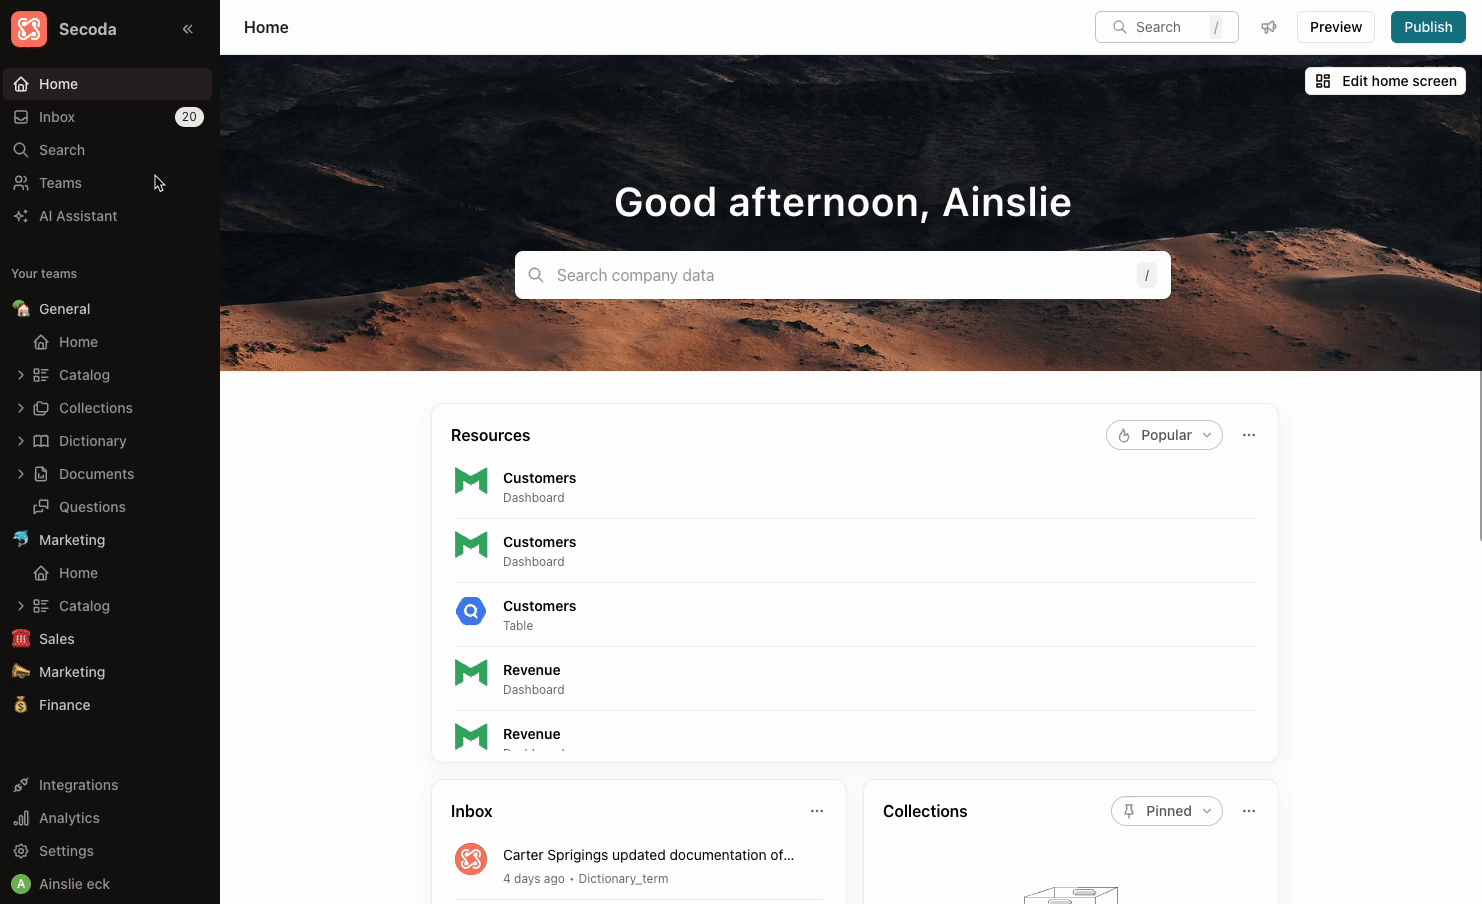 Secoda
Home
Inbox
20
Search
Teams
AI Assistant
Your teams
General
Home
Catalog
Collections
Dictionary
Documents
Questions
Marketing
Home
Catalog
Sales
Marketing
Finance
Integrations
Analytics
Settings
A
Ainslie eck
Home
Search /
Preview
Publish
Edit home screen
Good afternoon, Ainslie
Search company data /
Resources
Popular
Customers
Dashboard
Customers
Dashboard
Customers
Table
Revenue
Dashboard
Revenue
Inbox
Carter Sprigings updated documentation of...
4 days ago • Dictionary_term
Collections
Pinned